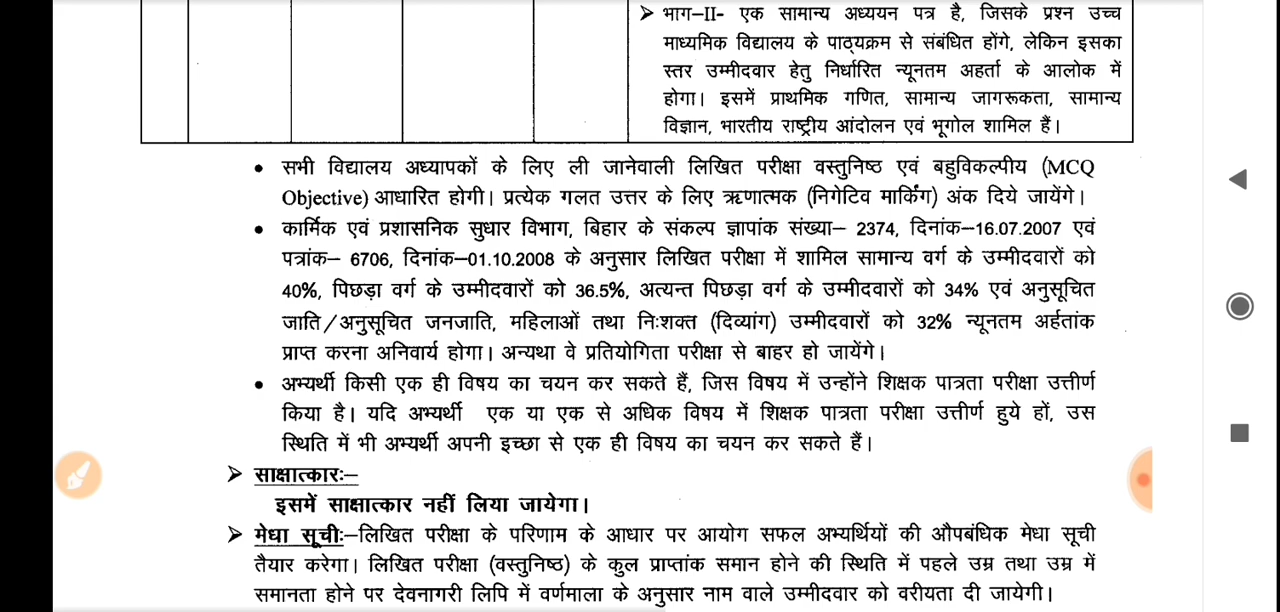 ➢ भाग–II- एक सामान्य अध्ययन पत्र है, जिसके प्रश्न उच्च
माध्यमिक विद्यालय के पाठ्यक्रम से संबंधित होंगे, लेकिन इसका
स्तर उम्मीदवार हेतु निर्धारित न्यूनतम अहर्ता के आलोक में
होगा। इसमें प्राथमिक गणित, सामान्य जागरूकता, सामान्य
विज्ञान, भारतीय राष्ट्रीय आंदोलन एवं भूगोल शामिल हैं।
• सभी विद्यालय अध्यापकों के लिए ली जानेवाली लिखित परीक्षा वस्तुनिष्ठ एवं बहुविकल्पीय (MCQ
Objective) आधारित होगी। प्रत्येक गलत उत्तर के लिए ऋणात्मक (निगेटिव मार्किंग) अंक दिये जायेंगे।
• कार्मिक एवं प्रशासनिक सुधार विभाग, बिहार के संकल्प ज्ञापांक संख्या– 2374, दिनांक–16.07.2007 एवं
पत्रांक– 6706, दिनांक–01.10.2008 के अनुसार लिखित परीक्षा में शामिल सामान्य वर्ग के उम्मीदवारों को
40%, पिछड़ा वर्ग के उम्मीदवारों को 36.5%, अत्यन्त पिछड़ा वर्ग के उम्मीदवारों को 34% एवं अनुसूचित
जाति/अनुसूचित जनजाति, महिलाओं तथा निःशक्त (दिव्यांग) उम्मीदवारों को 32% न्यूनतम अर्हतांक
प्राप्त करना अनिवार्य होगा। अन्यथा वे प्रतियोगिता परीक्षा से बाहर हो जायेंगे।
• अभ्यर्थी किसी एक ही विषय का चयन कर सकते हैं, जिस विषय में उन्होंने शिक्षक पात्रता परीक्षा उत्तीर्ण
किया है। यदि अभ्यर्थी एक या एक से अधिक विषय में शिक्षक पात्रता परीक्षा उत्तीर्ण हुये हों, उस
स्थिति में भी अभ्यर्थी अपनी इच्छा से एक ही विषय का चयन कर सकते हैं।
➢ साक्षात्कारः–
इसमें साक्षात्कार नहीं लिया जायेगा।
➢ मेधा सूचीः–लिखित परीक्षा के परिणाम के आधार पर आयोग सफल अभ्यर्थियों की औपबंधिक मेधा सूची
तैयार करेगा। लिखित परीक्षा (वस्तुनिष्ठ) के कुल प्राप्तांक समान होने की स्थिति में पहले उम्र तथा उम्र में
समानता होने पर देवनागरी लिपि में वर्णमाला के अनुसार नाम वाले उम्मीदवार को वरीयता दी जायेगी।